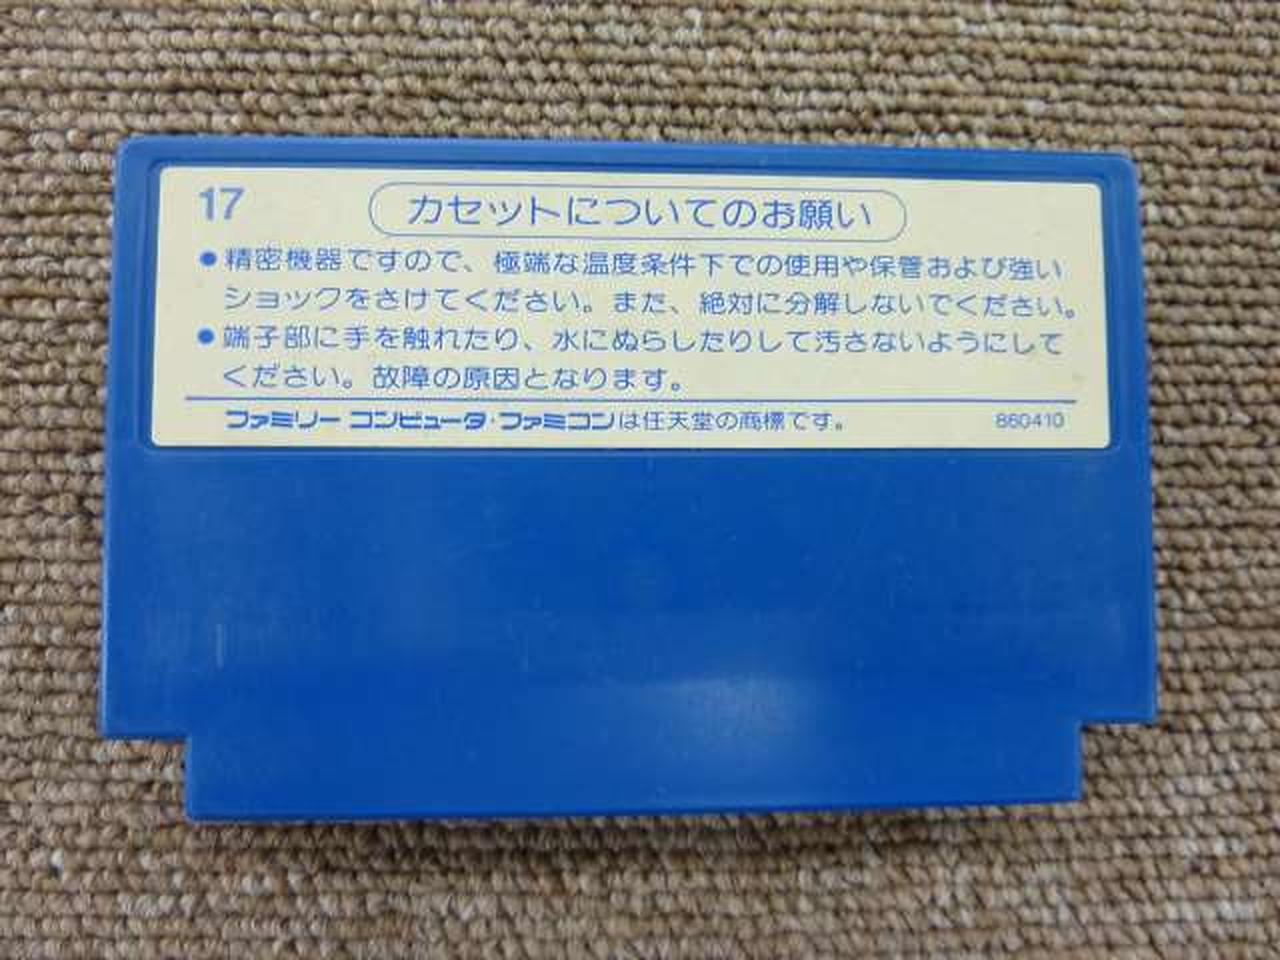 17
カセットについてのお願い
●精密機器ですので、極端な温度条件下での使用や保管および強い
ショックをさけてください。また、絶対に分解しないでください。
●端子部に手を触れたり、水にぬらしたりして汚さないようにして
ください。故障の原因となります。
ファミリー コンピュータ・ファミコンは任天堂の商標です。 860410